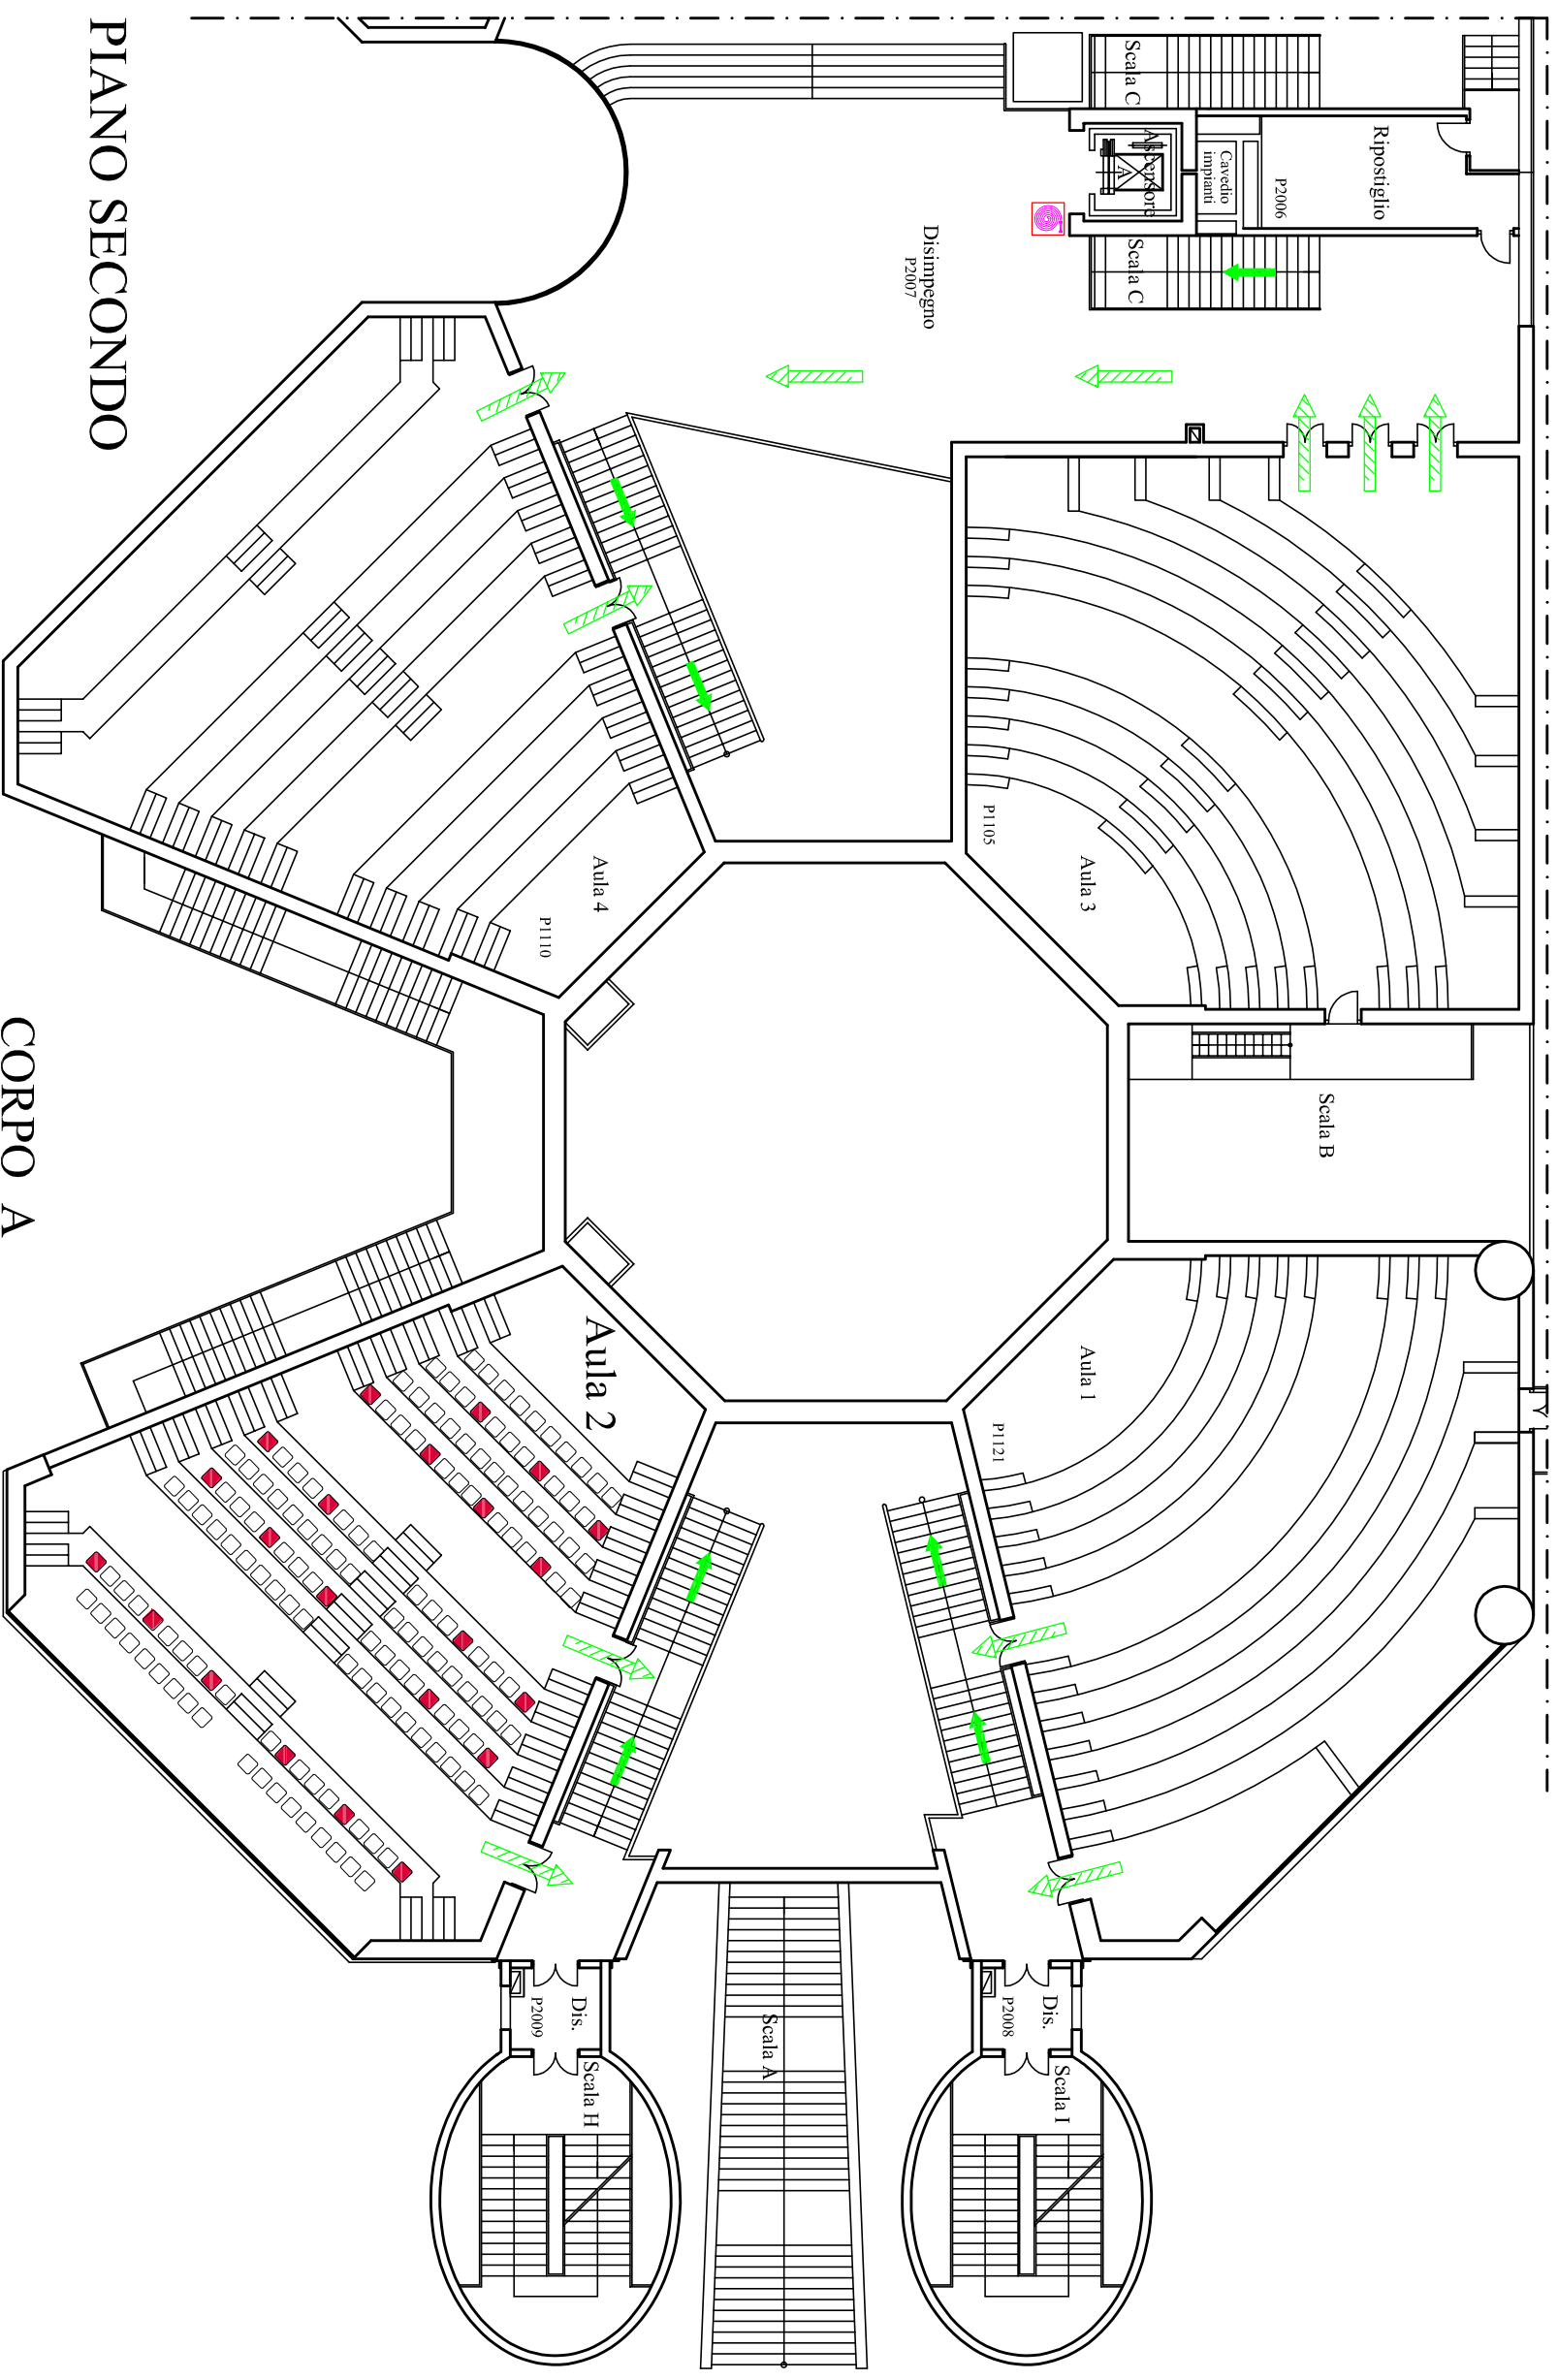 Scala C
Ripostiglio
P2006
Cavedio
impianti
Ascensore
A
Scala C
Disimpegno
P2007
PIANO SECONDO
Aula 3
P1105
Aula 4
P1110
Scala B
CORPO A
Aula 1
P1121
Aula 2
Dis.
P2008
Scala I
Dis.
P2009
Scala H
Scala A